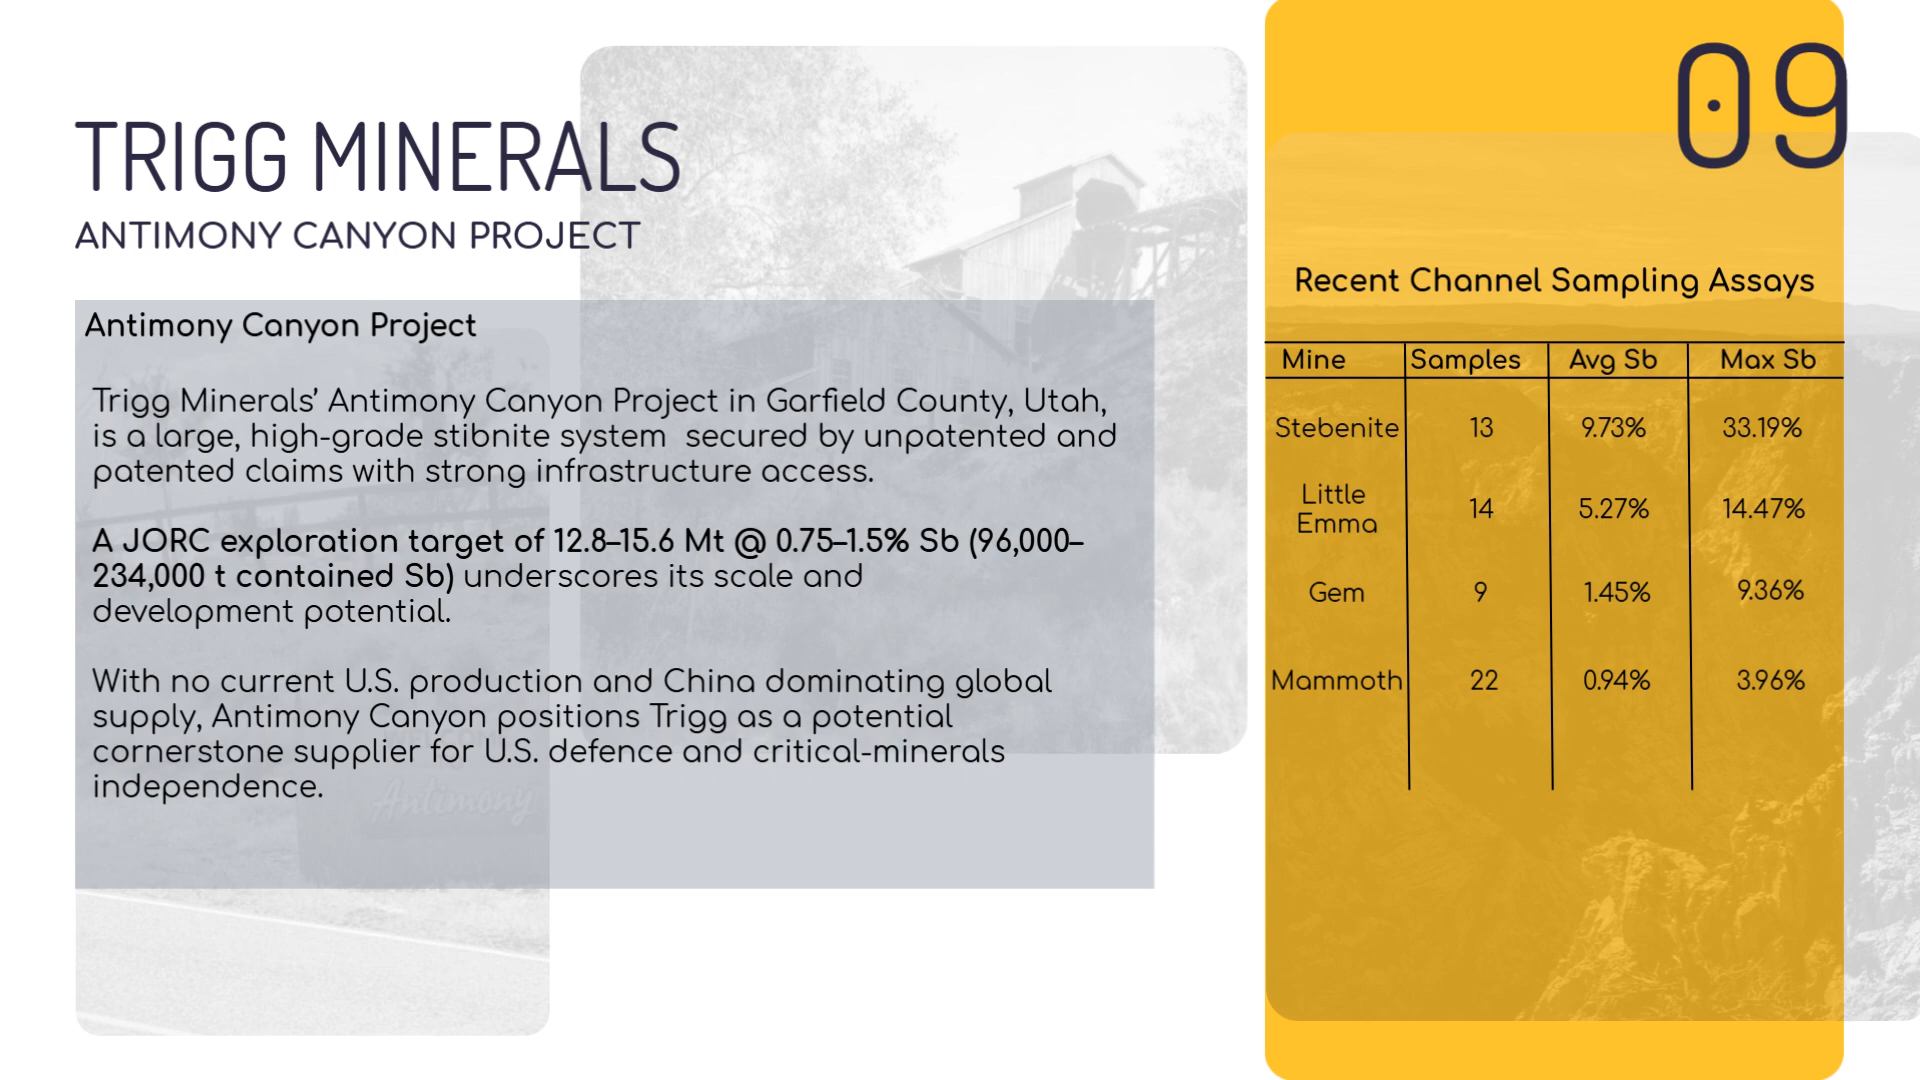 09
TRIGG MINERALS
ANTIMONY CANYON PROJECT
Antimony Canyon Project
Trigg Minerals’ Antimony Canyon Project in Garfield County, Utah,
is a large, high-grade stibnite system  secured by unpatented and
patented claims with strong infrastructure access.
A JORC exploration target of 12.8–15.6 Mt @ 0.75–1.5% Sb (96,000–
234,000 t contained Sb) underscores its scale and
development potential.
With no current U.S. production and China dominating global
supply, Antimony Canyon positions Trigg as a potential
cornerstone supplier for U.S. defence and critical-minerals
independence.
WELCOME
Antimony
Recent Channel Sampling Assays
Mine Samples Avg Sb Max Sb
Stebenite 13 9.73% 33.19%
Little
Emma 14 5.27% 14.47%
Gem 9 1.45% 9.36%
Mammoth 22 0.94% 3.96%